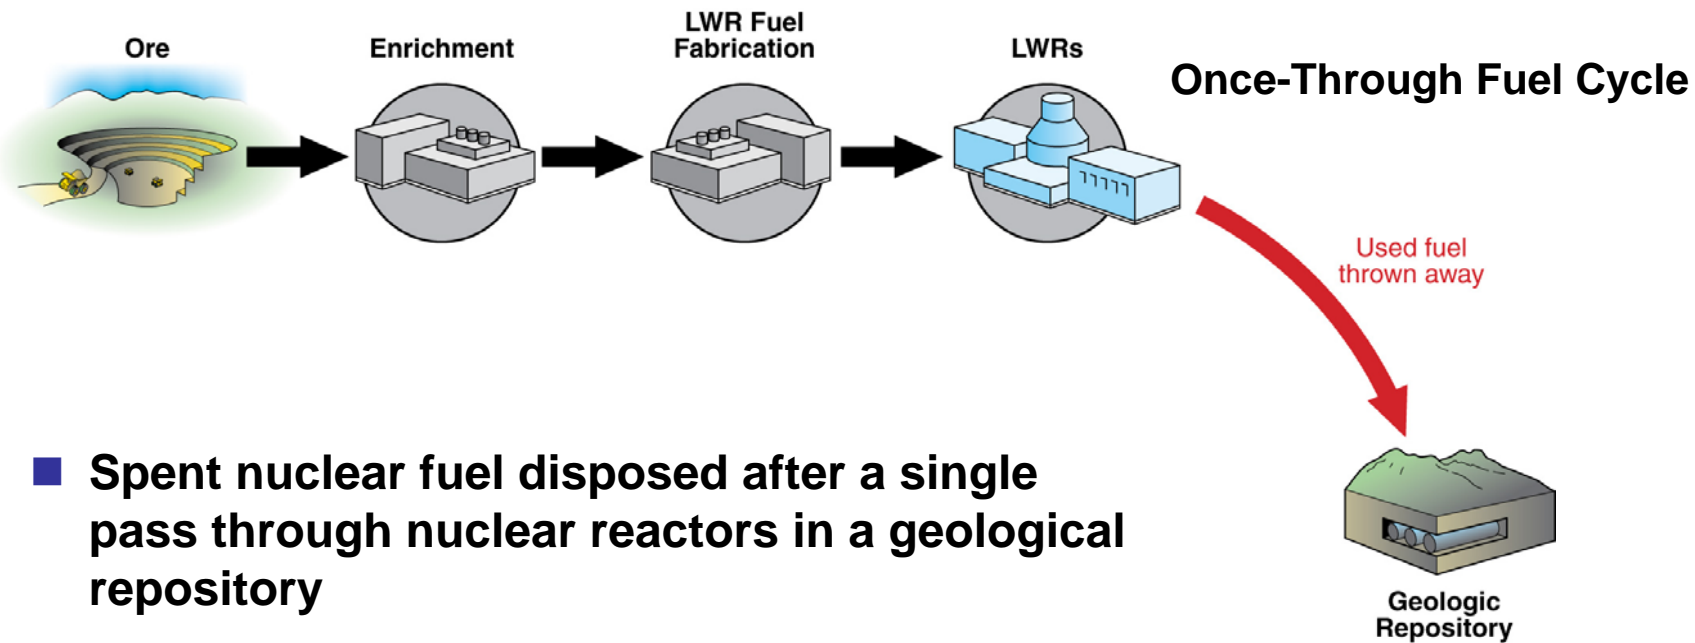 Ore
Enrichment
LWR Fuel
Fabrication
LWRs
Once-Through Fuel Cycle
Used fuel
thrown away
Spent nuclear fuel disposed after a single
pass through nuclear reactors in a geological
repository
Geologic
Repository